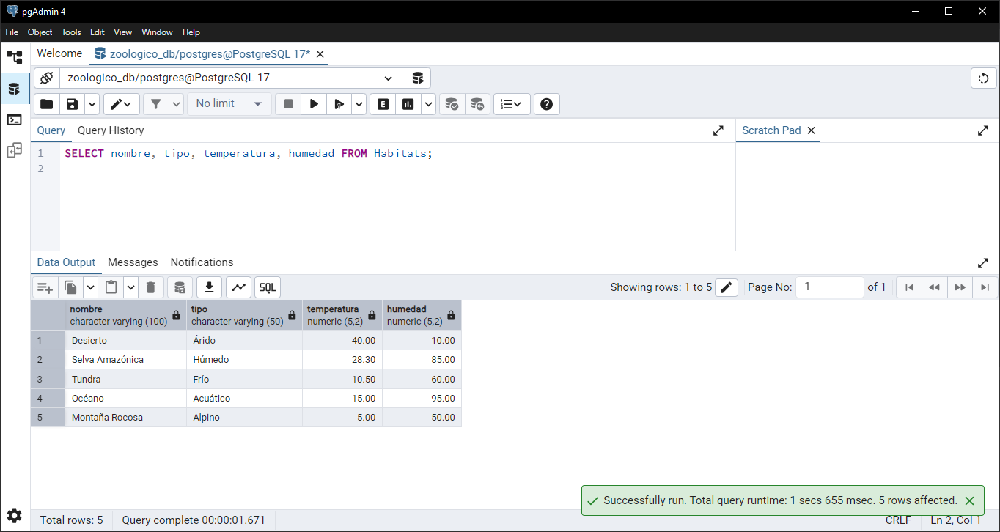 pgAdmin 4
File Object Tools Edit View Window Help
Welcome zoologico_db/postgres@PostgreSQL 17*
zoologico_db/postgres@PostgreSQL 17
No limit E
Query Query History Scratch Pad
1 SELECT nombre, tipo, temperatura, humedad FROM Habitats;
2
Data Output Messages Notifications
SQL Showing rows: 1 to 5 Page No: 1 of 1
nombre tipo temperatura humedad
character varying (100) character varying (50) numeric (5,2) numeric (5,2)
1 Desierto Árido 40.00 10.00
2 Selva Amazónica Húmedo 28.30 85.00
3 Tundra Frío -10.50 60.00
4 Océano Acuático 15.00 95.00
5 Montaña Rocosa Alpino 5.00 50.00
Successfully run. Total query runtime: 1 secs 655 msec. 5 rows affected.
Total rows: 5 Query complete 00:00:01.671 CRLF Ln 2, Col 1